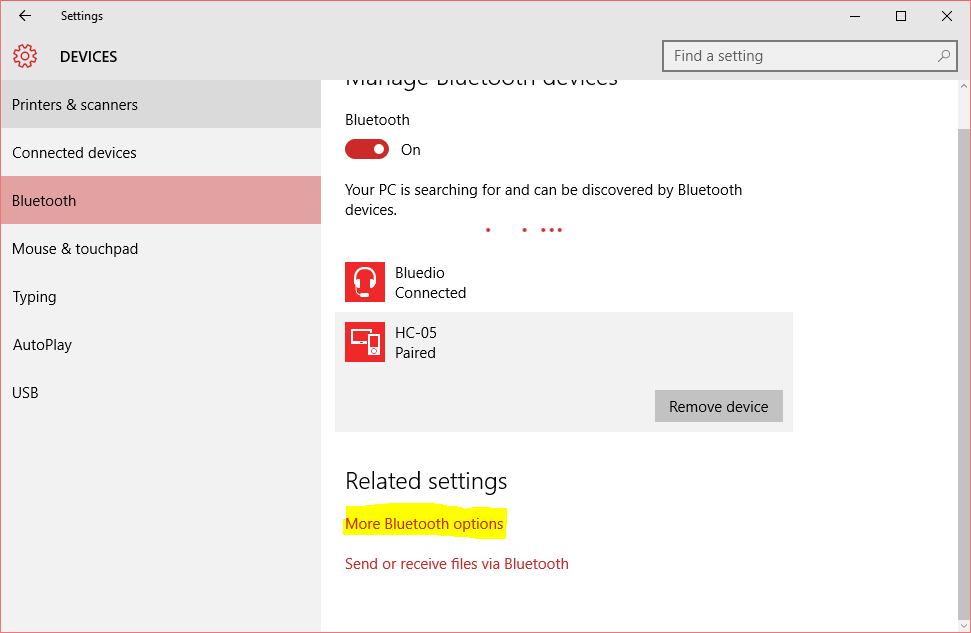 Settings
DEVICES
Find a setting
Printers & scanners
Connected devices
Bluetooth
Mouse & touchpad
Typing
AutoPlay
USB
Manage Bluetooth devices
Bluetooth
On
Your PC is searching for and can be discovered by Bluetooth
devices.
Bluedio
Connected
HC-05
Paired
Remove device
Related settings
More Bluetooth options
Send or receive files via Bluetooth